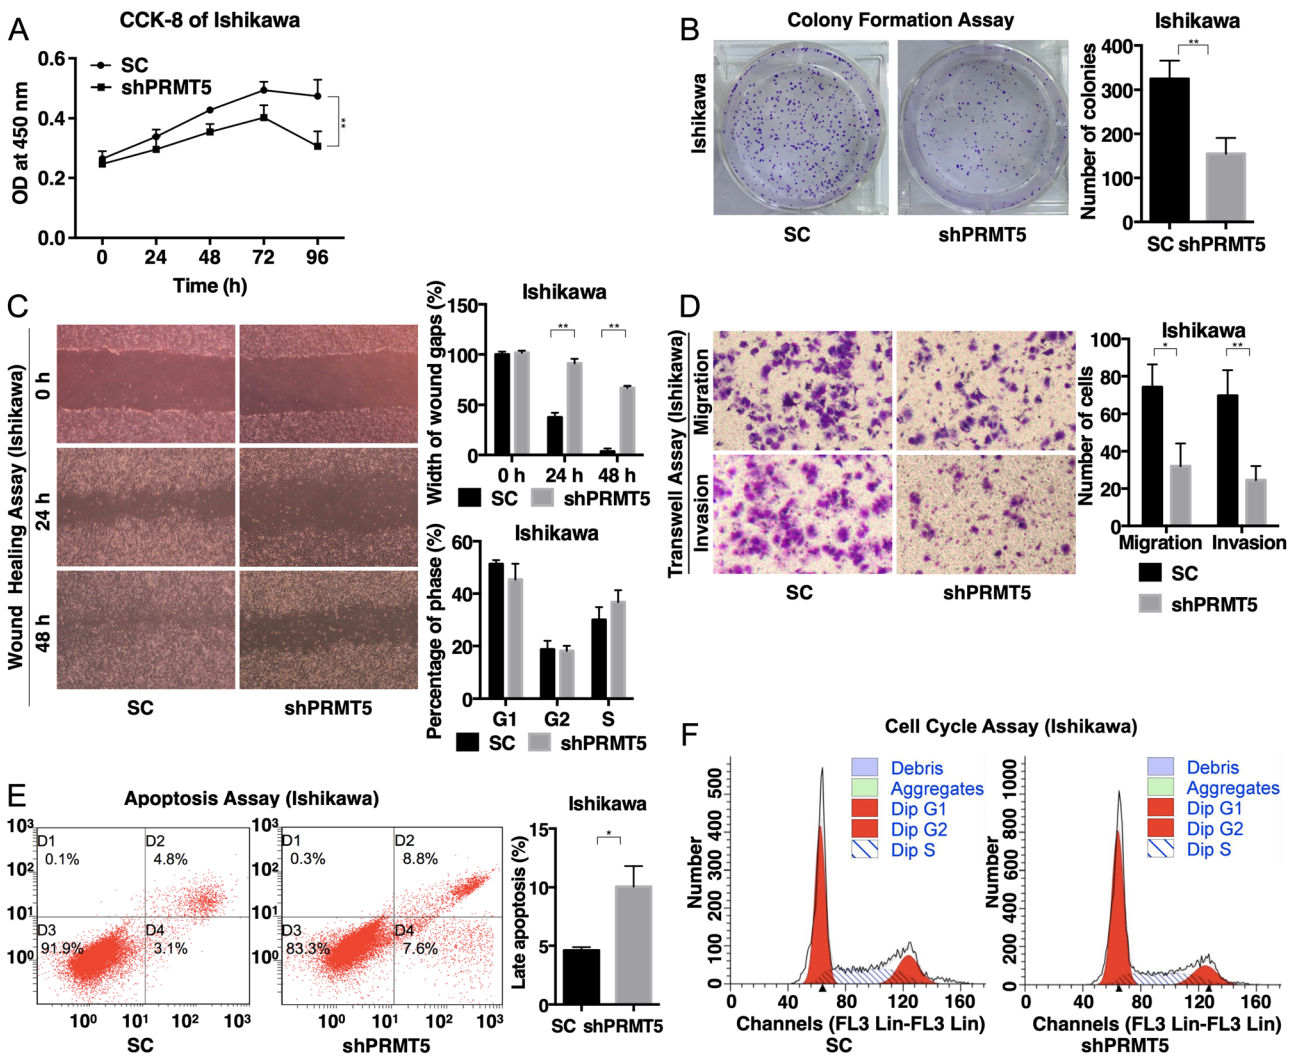 A
CCK-8 of Ishikawa
OD at 450 nm
0.6
0.4
0.2
0.0
SC
shPRMT5
**
0 24 48 72 96
Time (h)
B
Colony Formation Assay
Ishikawa
SC shPRMT5
Ishikawa
Number of colonies
400
300
200
100
0
**
SC shPRMT5
C
Wound Healing Assay (Ishikawa)
0 h
24 h
48 h
SC shPRMT5
Ishikawa
Width of wound gaps (%)
150
100
50
0
** **
0 h 24 h 48 h
SC shPRMT5
Ishikawa
Percentage of phase (%)
60
40
20
0
G1 G2 S
SC shPRMT5
D
Transwell Assay (Ishikawa)
Migration
Invasion
SC shPRMT5
Ishikawa
Number of cells
100
80
60
40
20
0
* **
Migration Invasion
SC
shPRMT5
E
Apoptosis Assay (Ishikawa)
10³
10²
10¹
10⁰
D1 D2
0.1% 4.8%
D3 D4
91.9% 3.1%
10⁰ 10¹ 10² 10³
SC
10³
10²
10¹
10⁰
D1 D2
0.3% 8.8%
D3 D4
83.3% 7.6%
10⁰ 10¹ 10² 10³
shPRMT5
Ishikawa
Late apoptosis (%)
15
10
5
0
*
SC shPRMT5
F
Cell Cycle Assay (Ishikawa)
Number
500
400
300
200
100
0
Debris
Aggregates
Dip G1
Dip G2
Dip S
0 40 80 120 160
Channels (FL3 Lin-FL3 Lin)
SC
Number
1000
800
600
400
200
0
Debris
Aggregates
Dip G1
Dip G2
Dip S
0 40 80 120 160
Channels (FL3 Lin-FL3 Lin)
shPRMT5